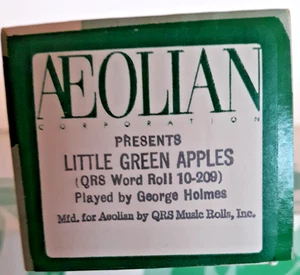 AEOLIAN
CORPORATION
PRESENTS
LITTLE GREEN APPLES
(QRS Word Roll 10-209)
Played by George Holmes
Mfd. for Aeolian by QRS Music Rolls, Inc.